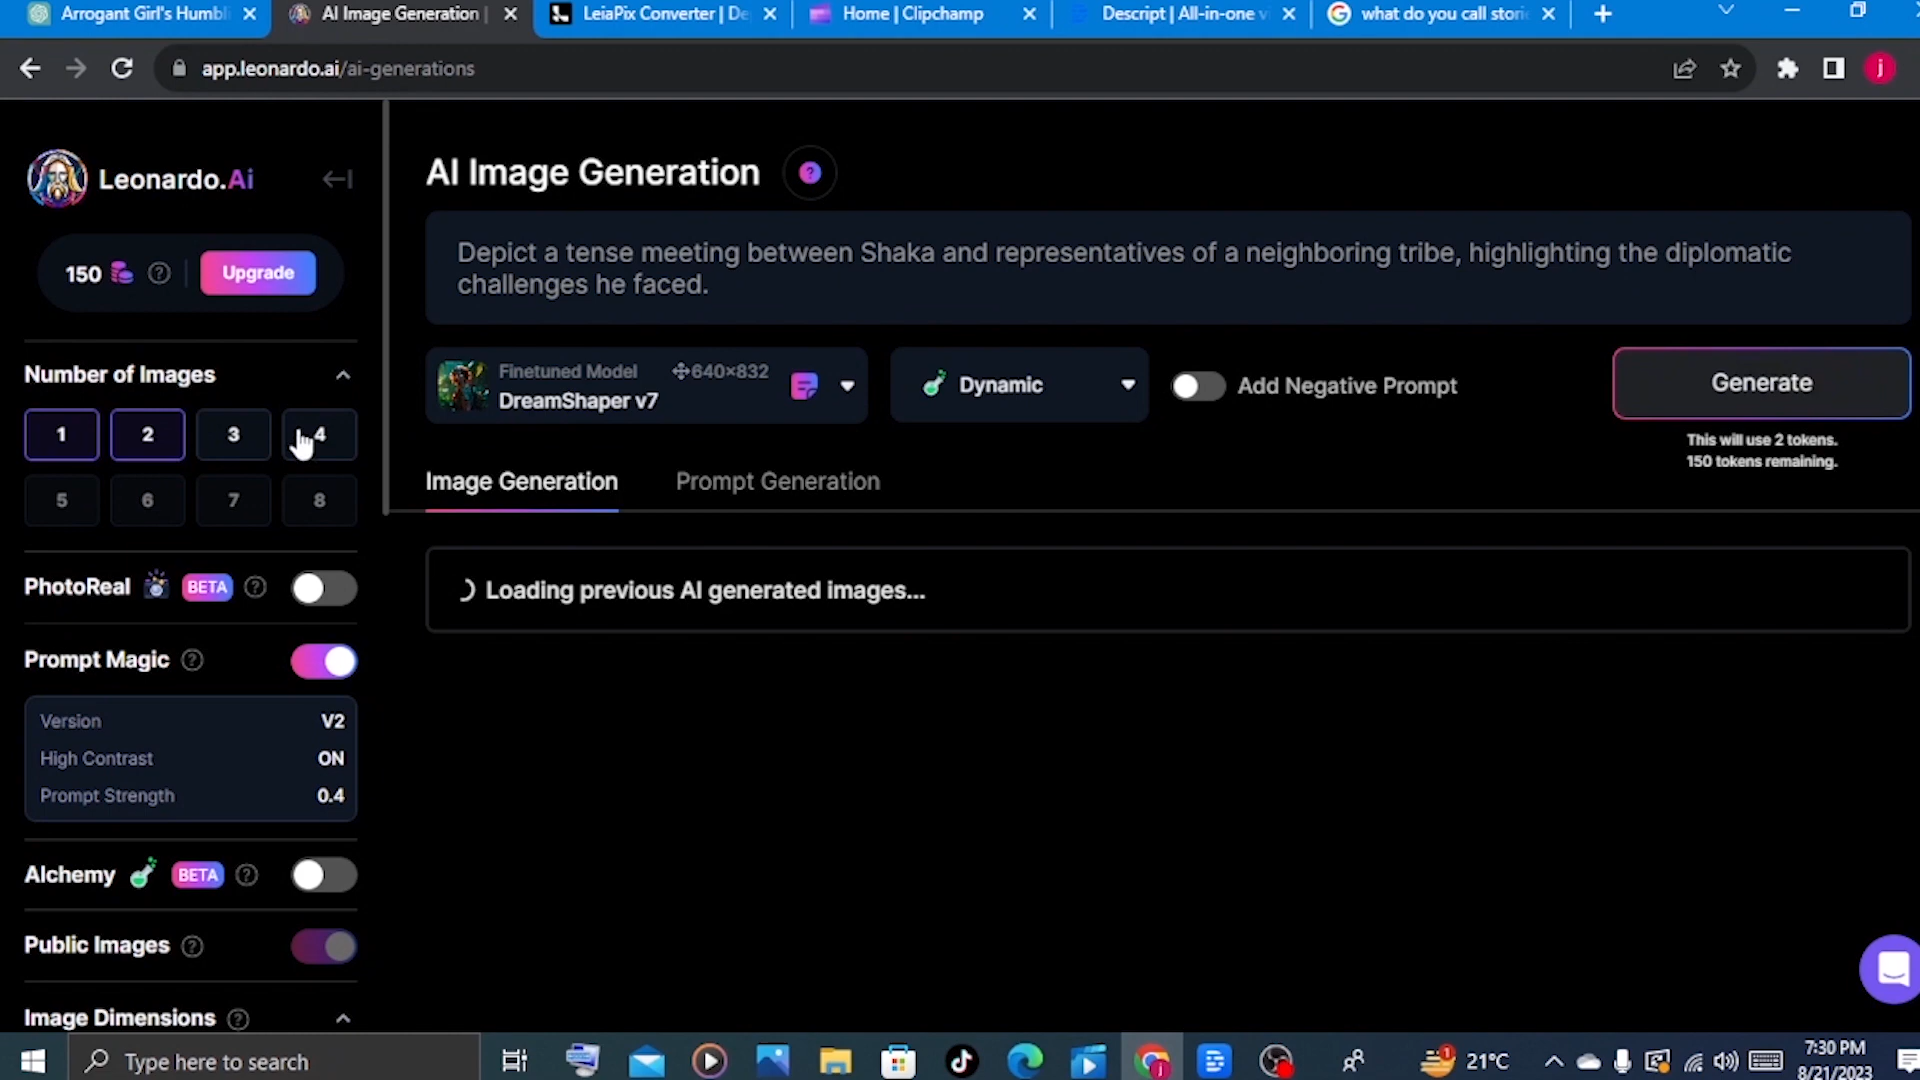 Arrogant Girl's Humbli
AI Image Generation |
LeiaPix Converter | De
Home | Clipchamp
Descript | All-in-one v
what do you call storie
app.leonardo.ai/ai-generations
j
Leonardo.Ai
150
Upgrade
Number of Images
1
2
3
4
5
6
7
8
PhotoReal
BETA
Prompt Magic
Version V2
High Contrast ON
Prompt Strength 0.4
Alchemy
BETA
Public Images
Image Dimensions
AI Image Generation
Depict a tense meeting between Shaka and representatives of a neighboring tribe, highlighting the diplomatic
challenges he faced.
Finetuned Model
640×832
DreamShaper v7
Dynamic
Add Negative Prompt
Generate
This will use 2 tokens.
150 tokens remaining.
Image Generation
Prompt Generation
Loading previous AI generated images...
Type here to search
1
21°C
7:30 PM
8/21/2023